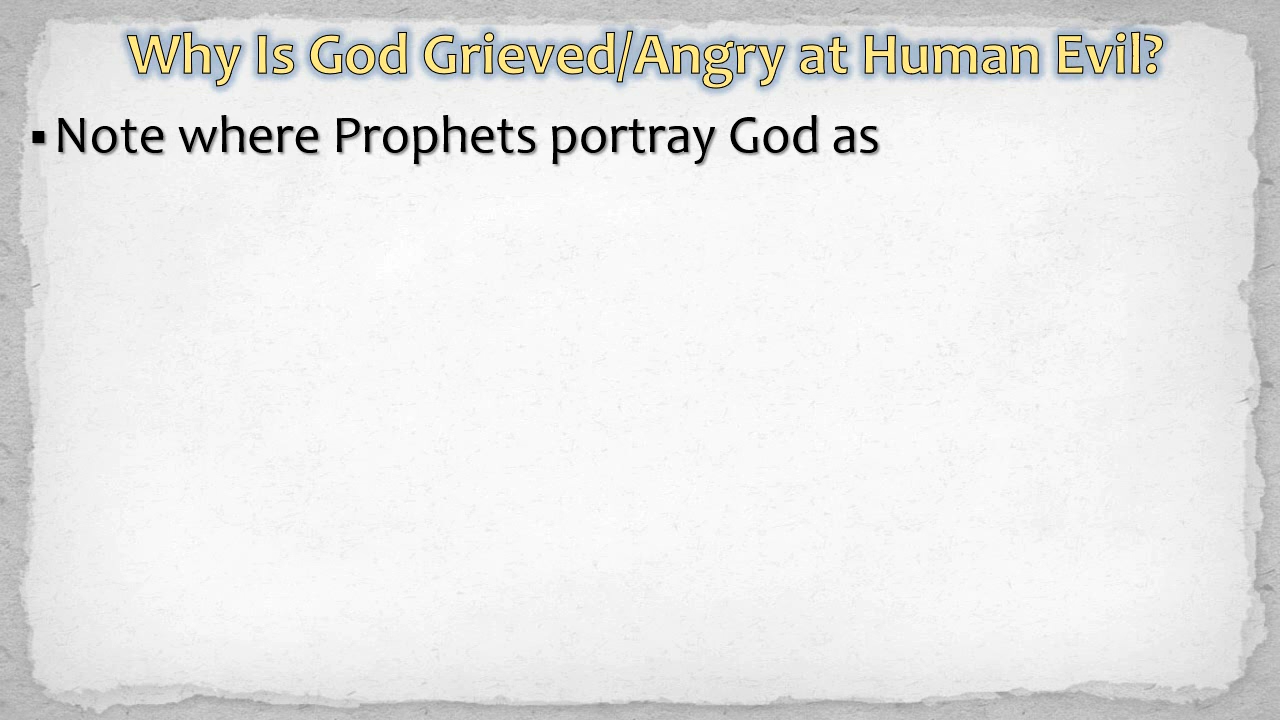 Why Is God Grieved/Angry at Human Evil?
▪ Note where Prophets portray God as